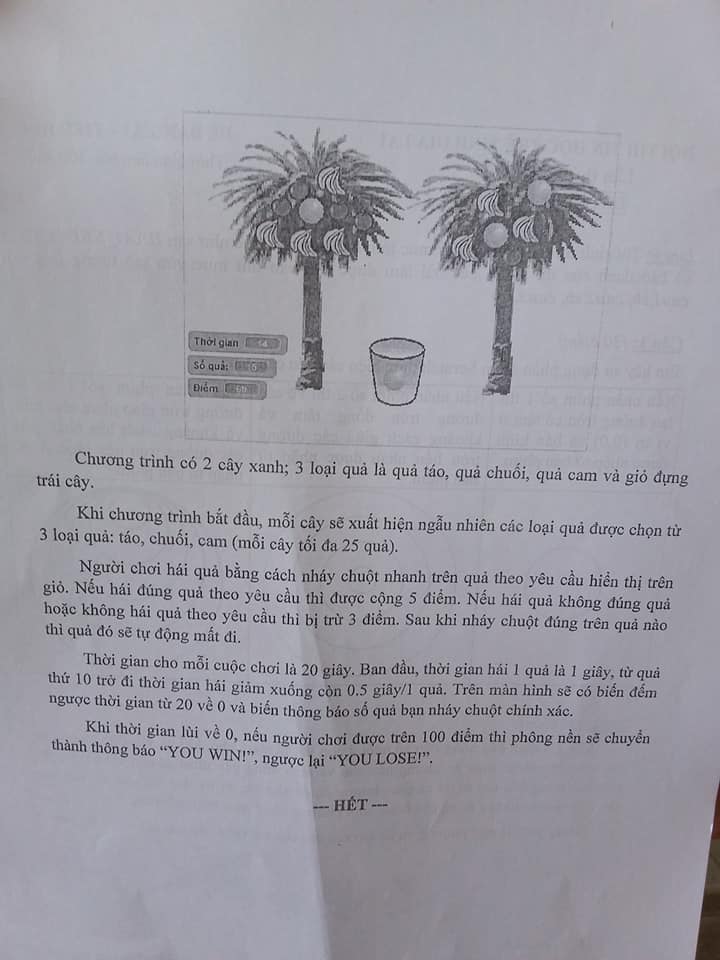 Thời gian
Số quả:
Điểm
Chương trình có 2 cây xanh; 3 loại quả là quả táo, quả chuối, quả cam và giỏ đựng
trái cây.
Khi chương trình bắt đầu, mỗi cây sẽ xuất hiện ngẫu nhiên các loại quả được chọn từ
3 loại quả: táo, chuối, cam (mỗi cây tối đa 25 quả).
Người chơi hái quả bằng cách nháy chuột nhanh trên quả theo yêu cầu hiển thị trên
giỏ. Nếu hái đúng quả theo yêu cầu thì được cộng 5 điểm. Nếu hái quả không đúng quả
hoặc không hái quả theo yêu cầu thì bị trừ 3 điểm. Sau khi nháy chuột đúng trên quả nào
thì quả đó sẽ tự động mất đi.
Thời gian cho mỗi cuộc chơi là 20 giây. Ban đầu, thời gian hái 1 quả là 1 giây, từ quả
thứ 10 trở đi thời gian hái giảm xuống còn 0.5 giây/1 quả. Trên màn hình sẽ có biến đếm
ngược thời gian từ 20 về 0 và biến thông báo số quả bạn nháy chuột chính xác.
Khi thời gian lùi về 0, nếu người chơi được trên 100 điểm thì phông nền sẽ chuyển
thành thông báo “YOU WIN!”, ngược lại “YOU LOSE!”.
--- HẾT ---